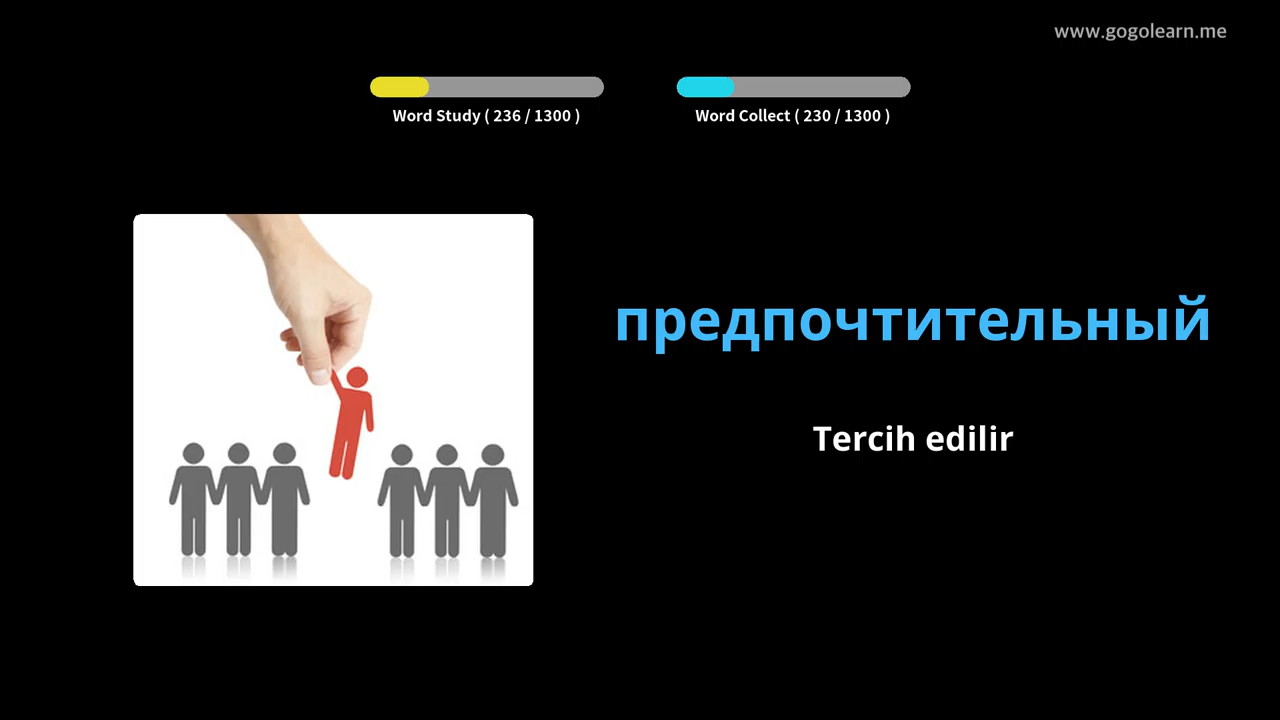 www.gogolearn.me
Word Study ( 236 / 1300 )
Word Collect ( 230 / 1300 )
предпочтительный
Tercih edilir